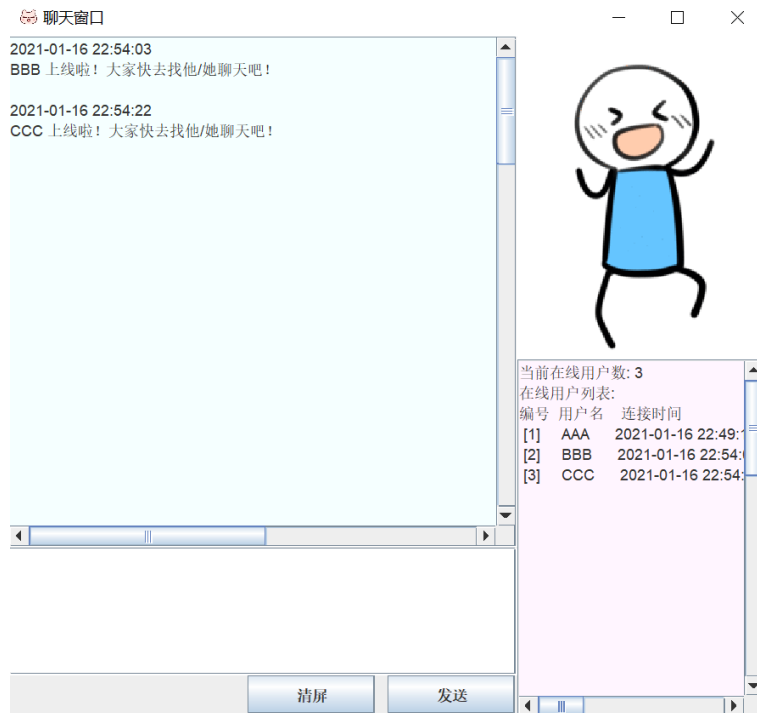 聊天窗口
2021-01-16 22:54:03
BBB 上线啦！大家快去找他/她聊天吧！
2021-01-16 22:54:22
CCC 上线啦！大家快去找他/她聊天吧！
当前在线用户数: 3
在线用户列表:
编号 用户名 连接时间
[1] AAA 2021-01-16 22:49:
[2] BBB 2021-01-16 22:54:
[3] CCC 2021-01-16 22:54:
清屏 发送